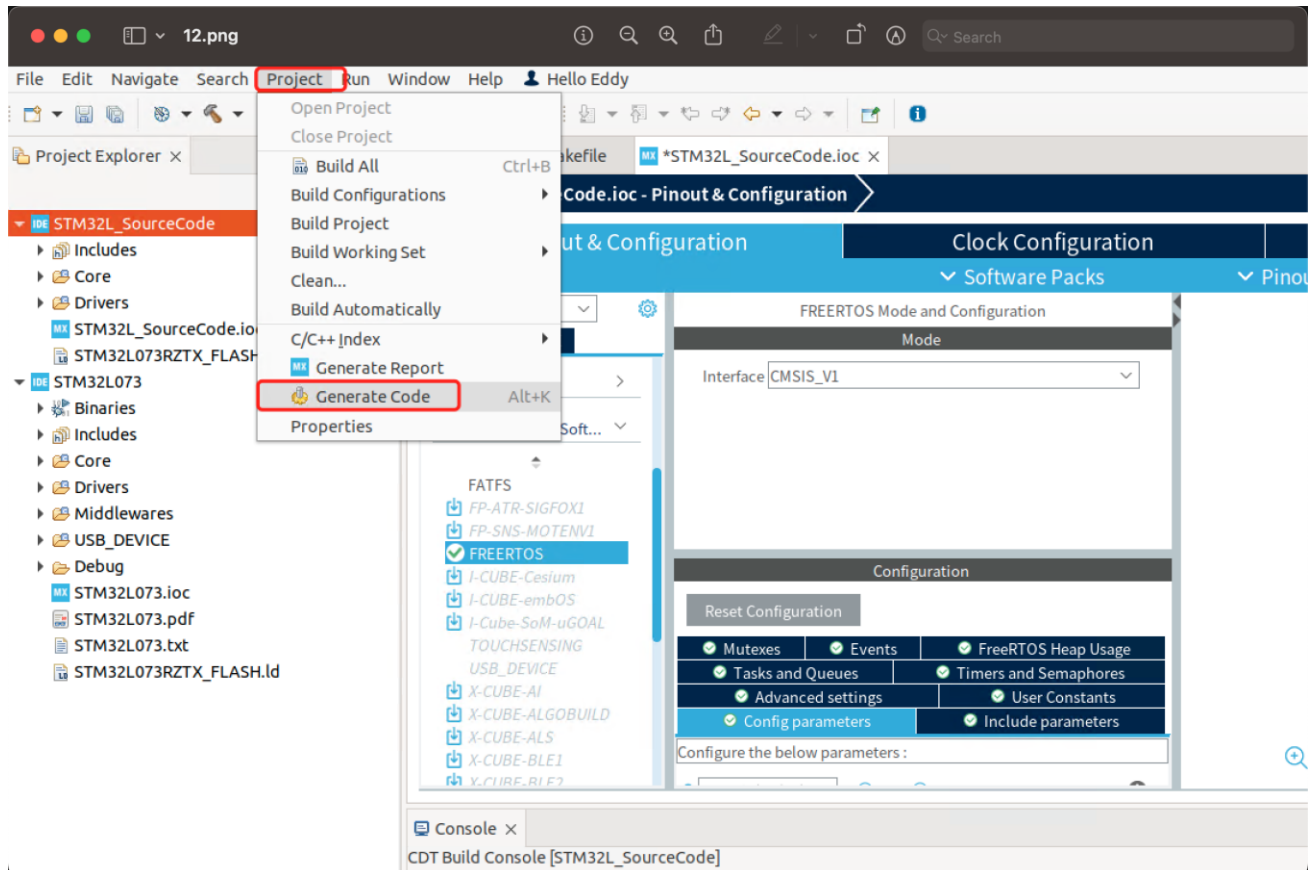 12.png
Search
File Edit Navigate Search Project Run Window Help Hello Eddy
Open Project
Close Project
Build All Ctrl+B
Build Configurations
Build Project
Build Working Set
Clean...
Build Automatically
C/C++ Index
Generate Report
Generate Code Alt+K
Properties
Project Explorer
STM32L_SourceCode
Includes
Core
Drivers
STM32L_SourceCode.io
STM32L073RZTX_FLASH
STM32L073
Binaries
Includes
Core
Drivers
Middlewares
USB_DEVICE
Debug
STM32L073.ioc
STM32L073.pdf
STM32L073.txt
STM32L073RZTX_FLASH.ld
akefile
*STM32L_SourceCode.ioc
Code.ioc - Pinout & Configuration
ut & Configuration
Clock Configuration
Software Packs
Pinou
Soft...
FATFS
FP-ATR-SIGFOX1
FP-SNS-MOTENV1
FREERTOS
I-CUBE-Cesium
I-CUBE-embOS
I-Cube-SoM-uGOAL
TOUCHSENSING
USB_DEVICE
X-CUBE-AI
X-CUBE-ALGOBUILD
X-CUBE-ALS
X-CUBE-BLE1
X-CUBE-BLE2
FREERTOS Mode and Configuration
Mode
Interface CMSIS_V1
Configuration
Reset Configuration
Mutexes Events FreeRTOS Heap Usage
Tasks and Queues Timers and Semaphores
Advanced settings User Constants
Config parameters Include parameters
Configure the below parameters :
Console
CDT Build Console [STM32L_SourceCode]